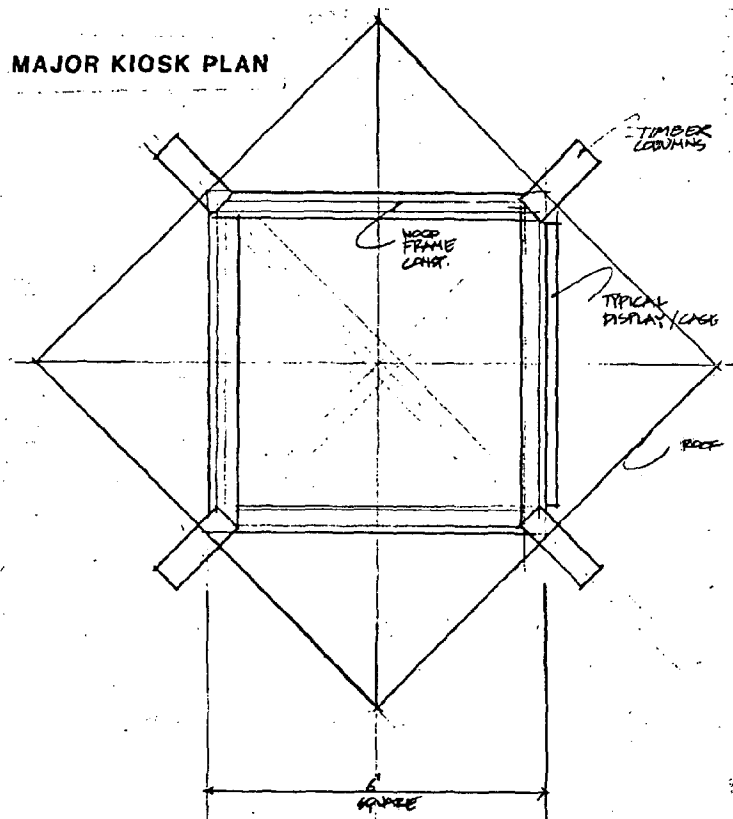 MAJOR KIOSK PLAN
TIMBER
COLUMNS
WOOD
FRAME
CONST.
TYPICAL
DISPLAY/CASE
ROOF
6'
SQUARE